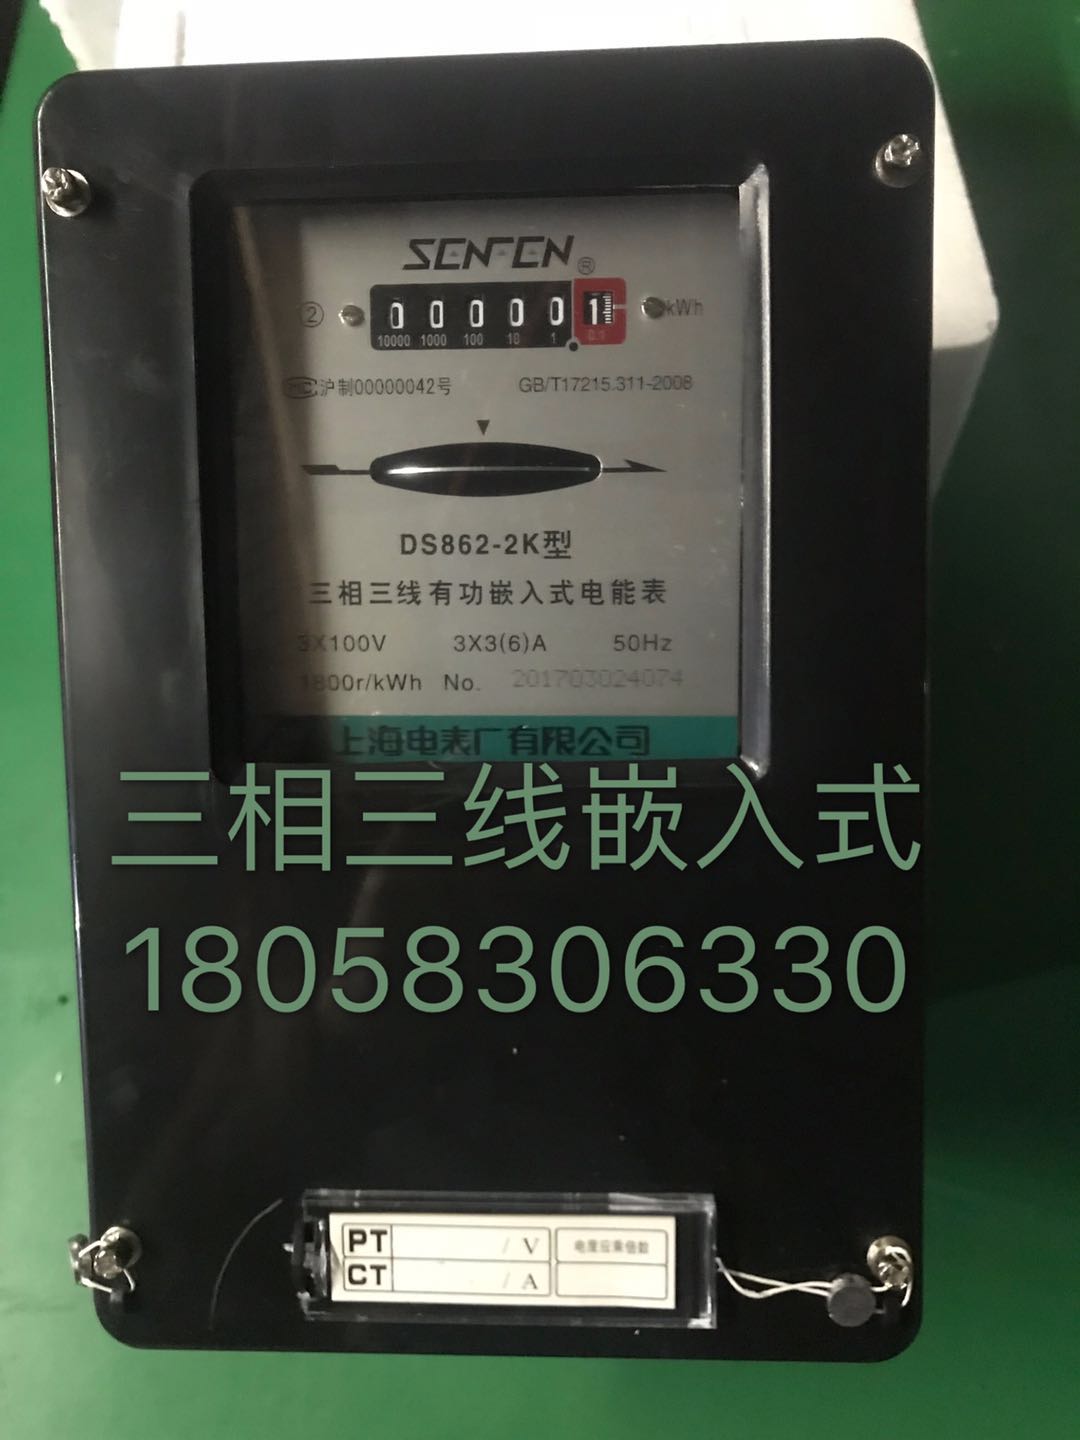 SENFEN®
② 0 0 0 0 0 1 kWh
10000 1000 100 10 1 0.1
MC 沪制00000042号 GB/T17215.311-2008
DS862-2K型
三相三线有功嵌入式电能表
3X100V 3X3(6)A 50Hz
1800r/kWh No. 201703024074
上海电表厂有限公司
三相三线嵌入式
18058306330
PT / V 电度应乘倍数
CT / A